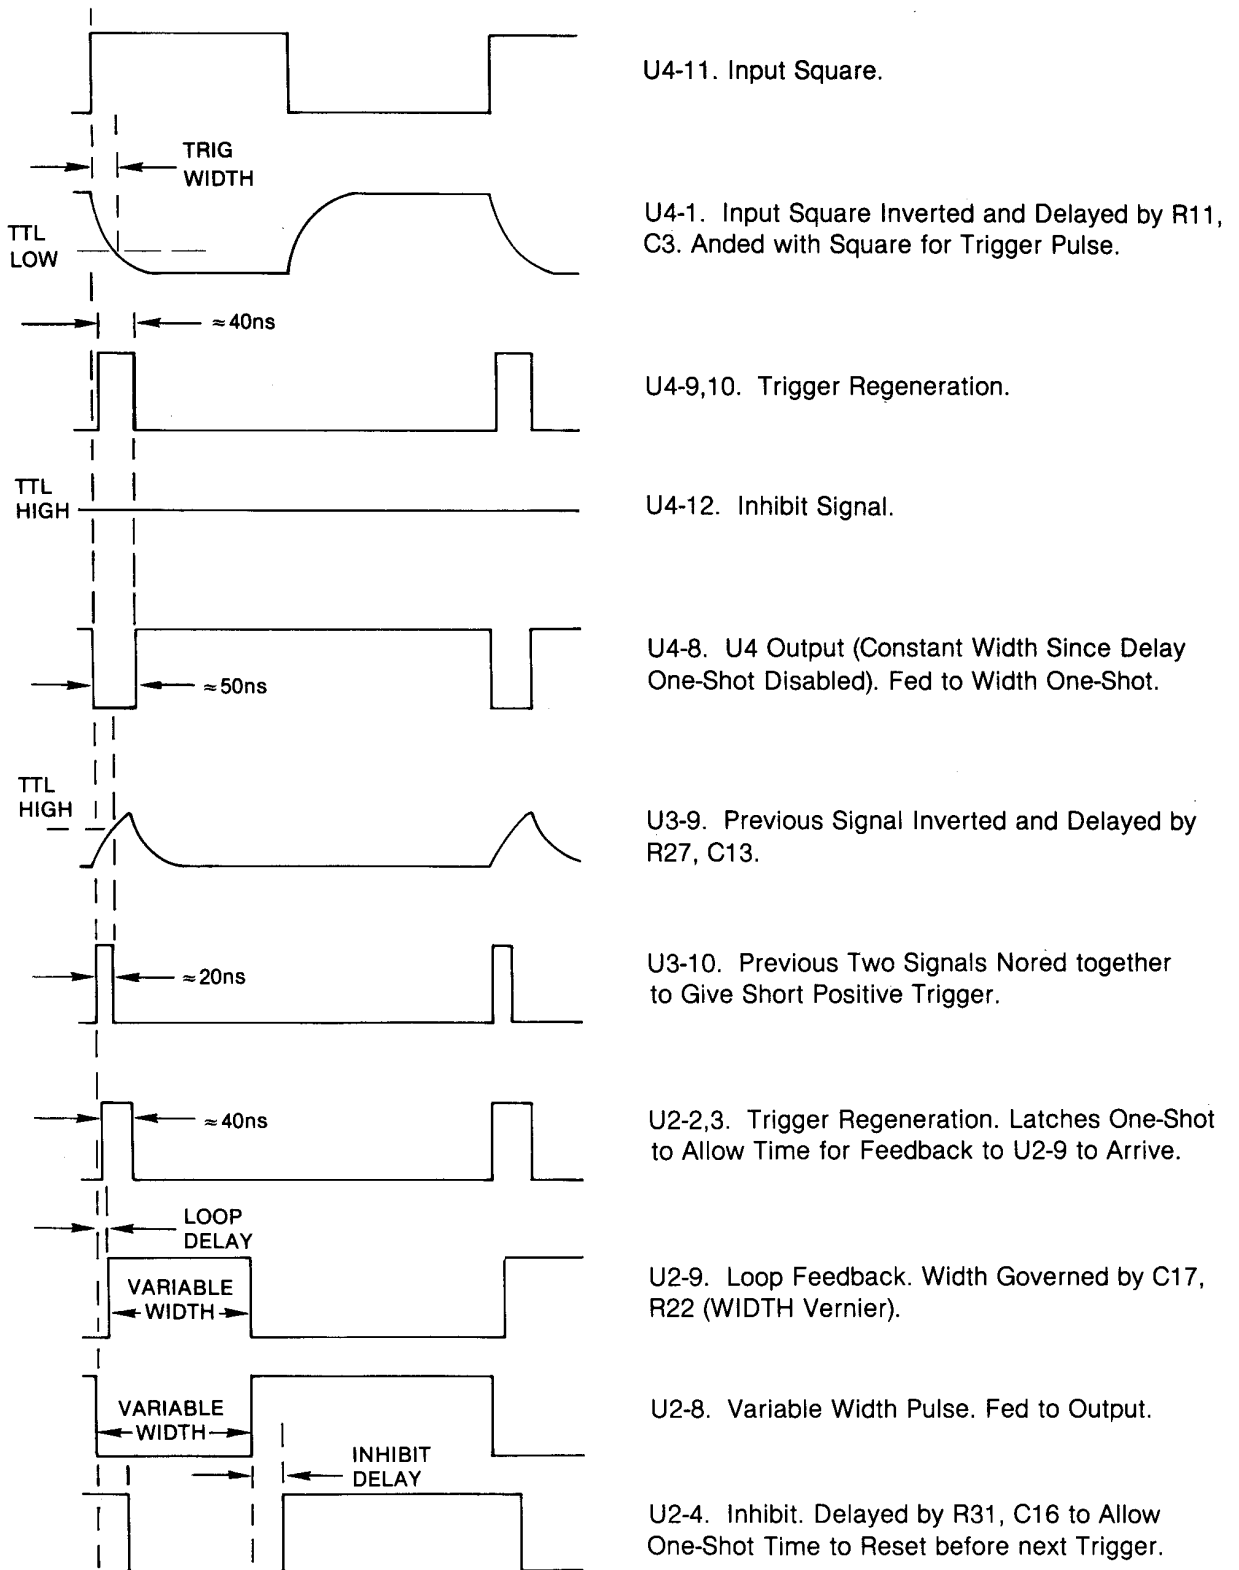 U4-11. Input Square.
TRIG
WIDTH
TTL
LOW
U4-1. Input Square Inverted and Delayed by R11,
C3. Anded with Square for Trigger Pulse.
≈40ns
U4-9,10. Trigger Regeneration.
TTL
HIGH
U4-12. Inhibit Signal.
≈50ns
U4-8. U4 Output (Constant Width Since Delay
One-Shot Disabled). Fed to Width One-Shot.
TTL
HIGH
U3-9. Previous Signal Inverted and Delayed by
R27, C13.
≈20ns
U3-10. Previous Two Signals Nored together
to Give Short Positive Trigger.
≈40ns
U2-2,3. Trigger Regeneration. Latches One-Shot
to Allow Time for Feedback to U2-9 to Arrive.
LOOP
DELAY
VARIABLE
WIDTH
U2-9. Loop Feedback. Width Governed by C17,
R22 (WIDTH Vernier).
VARIABLE
WIDTH
U2-8. Variable Width Pulse. Fed to Output.
INHIBIT
DELAY
U2-4. Inhibit. Delayed by R31, C16 to Allow
One-Shot Time to Reset before next Trigger.